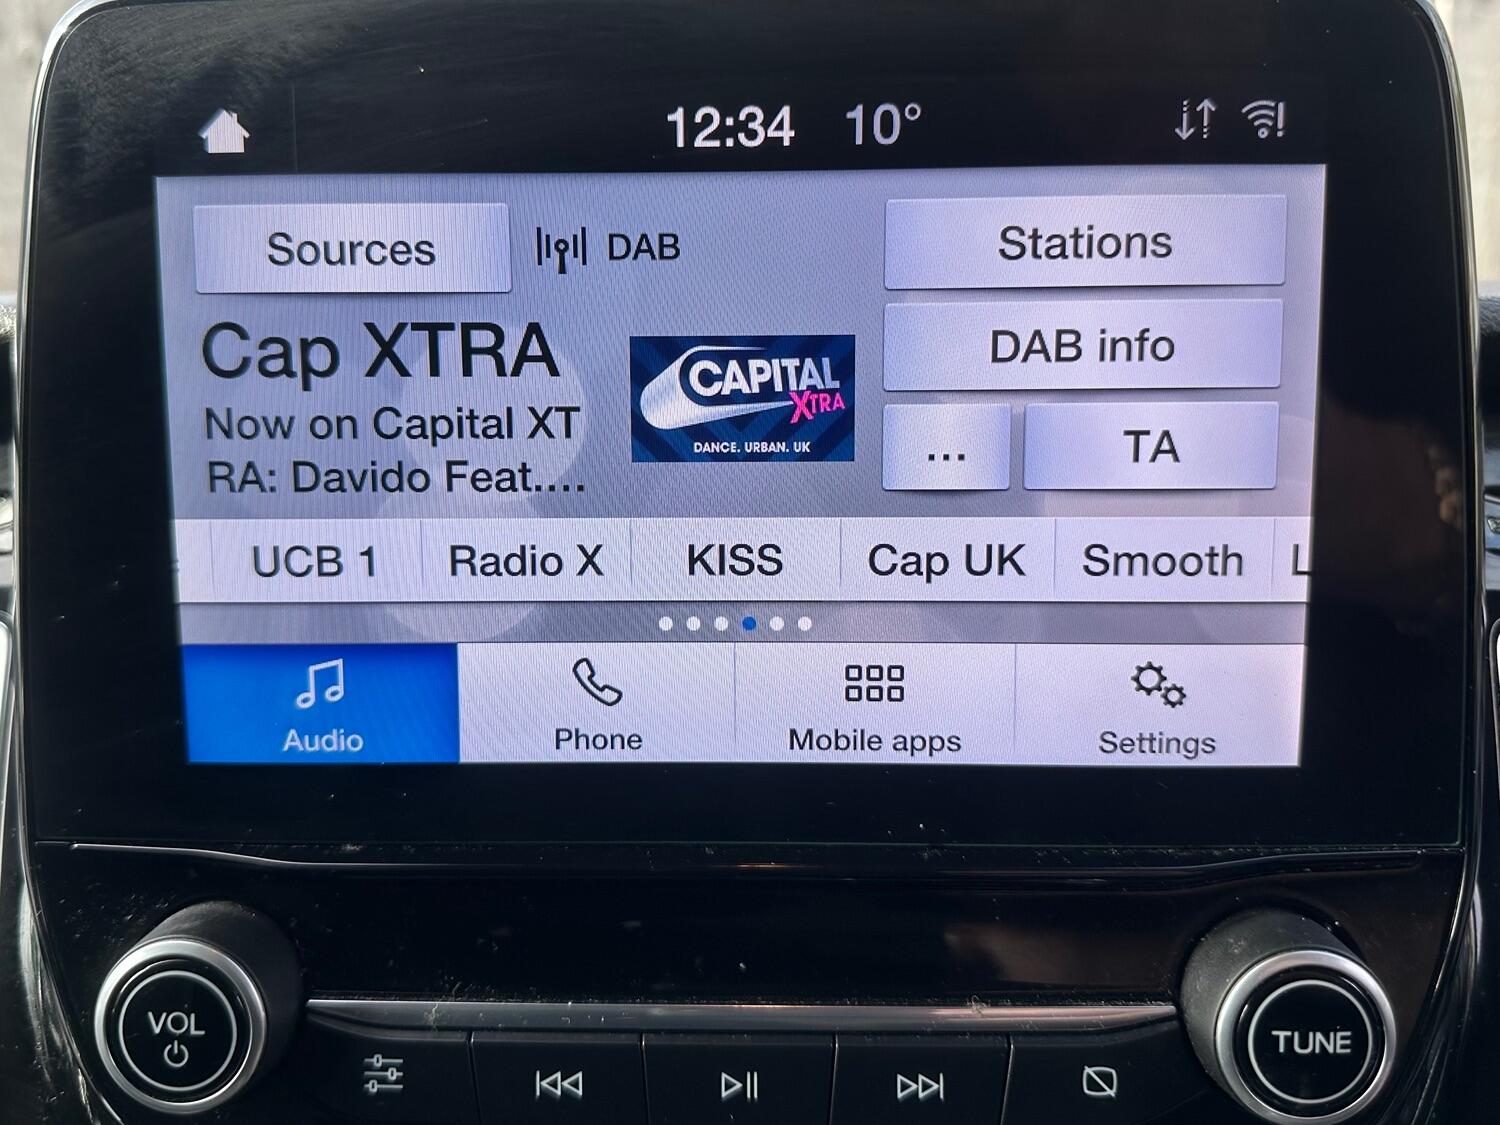 12:34 10°
Sources DAB Stations
Cap XTRA
Now on Capital XT
RA: Davido Feat....
CAPITAL
XTRA
DANCE. URBAN. UK
DAB info
... TA
UCB 1 Radio X KISS Cap UK Smooth L
Audio Phone Mobile apps Settings
VOL TUNE